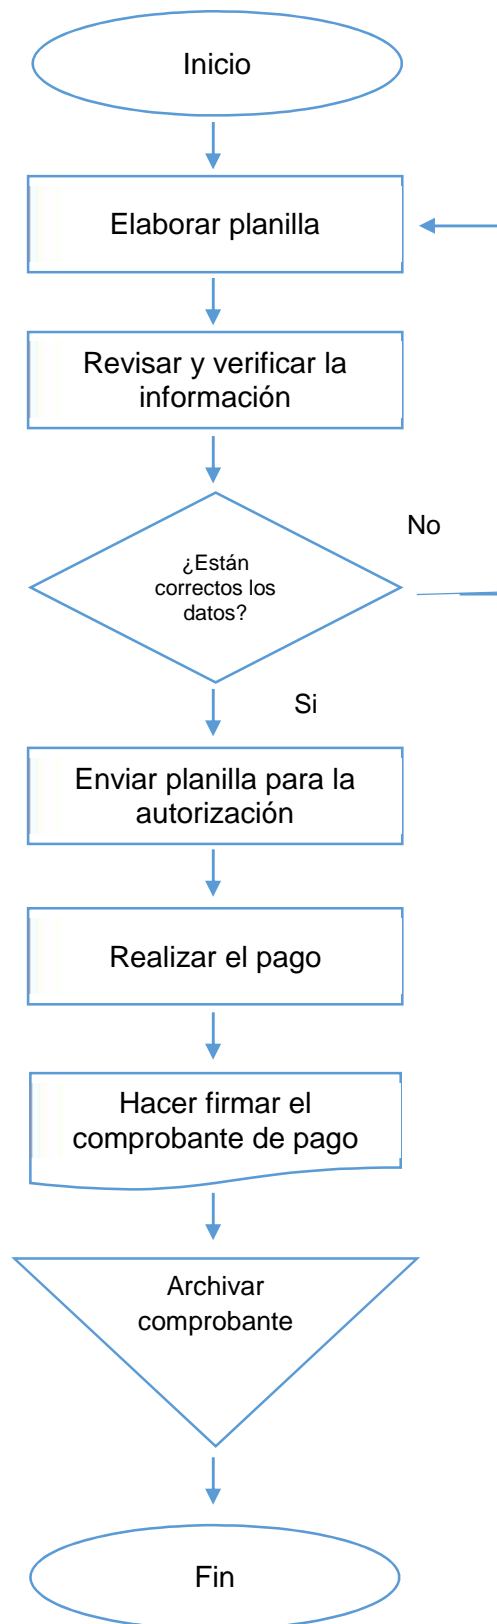 Inicio
Elaborar planilla
Revisar y verificar la
información
No
¿Están
correctos los
datos?
Si
Enviar planilla para la
autorización
Realizar el pago
Hacer firmar el
comprobante de pago
Archivar
comprobante
Fin